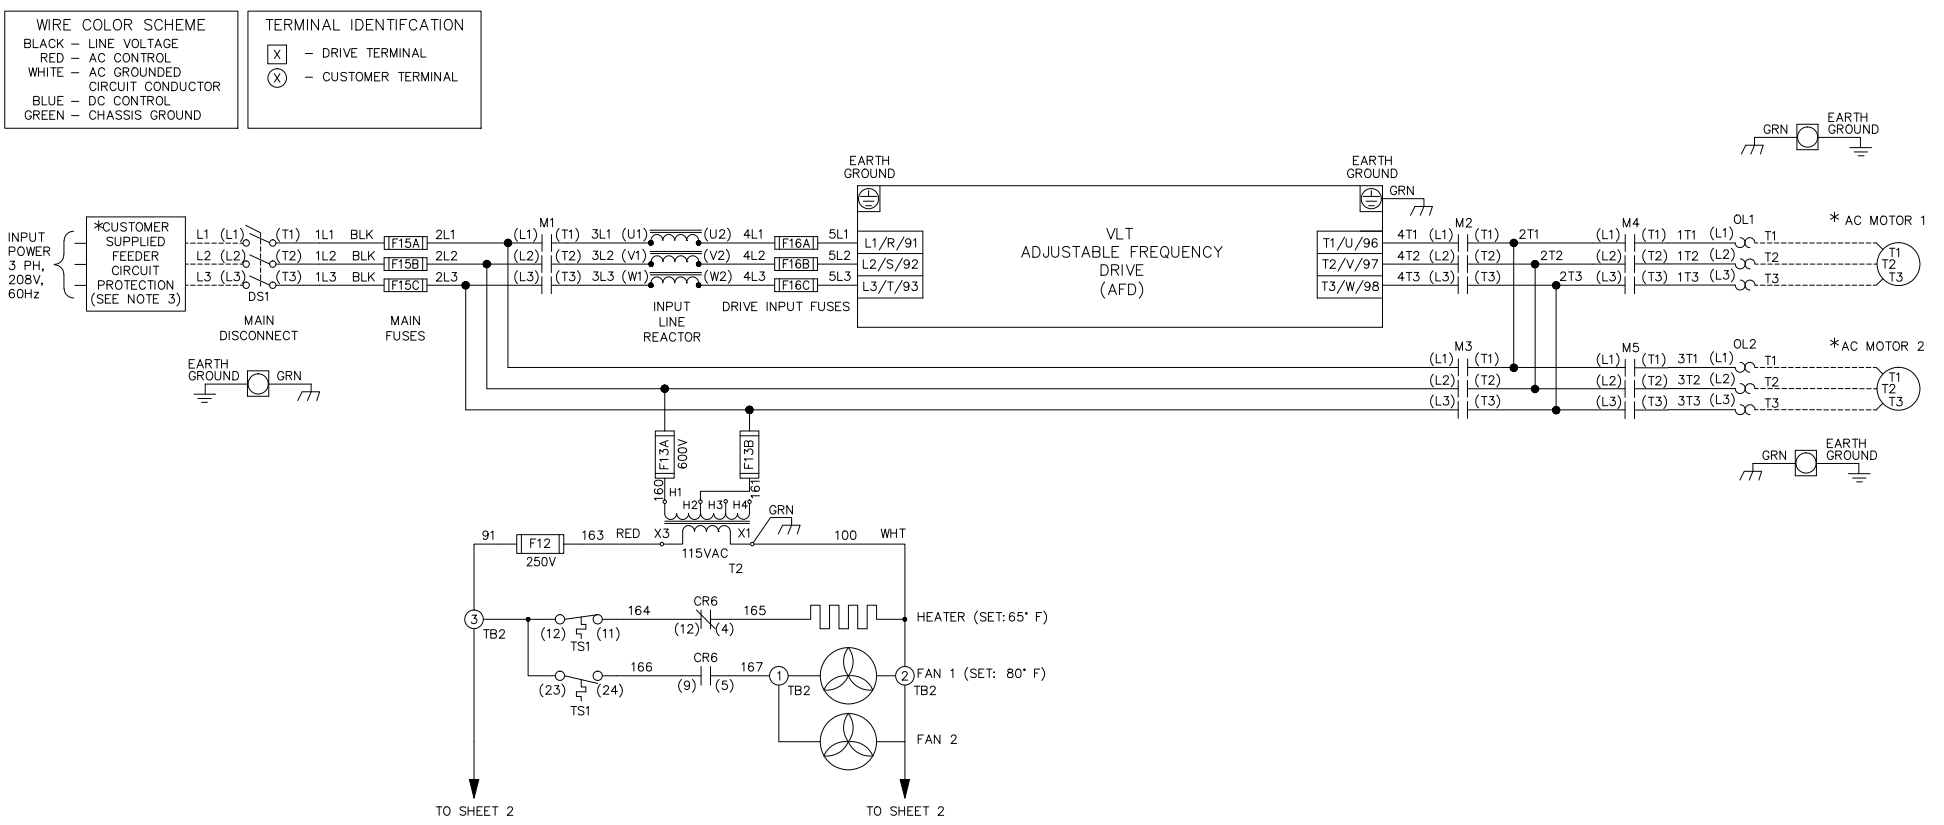 WIRE COLOR SCHEME
BLACK – LINE VOLTAGE
RED – AC CONTROL
WHITE – AC GROUNDED
CIRCUIT CONDUCTOR
BLUE – DC CONTROL
GREEN – CHASSIS GROUND
TERMINAL IDENTIFCATION
X – DRIVE TERMINAL
X – CUSTOMER TERMINAL
INPUT
POWER
3 PH,
208V,
60Hz
*CUSTOMER
SUPPLIED
FEEDER
CIRCUIT
PROTECTION
(SEE NOTE 3)
L1 (L1) (T1) 1L1 BLK F15A 2L1 (L1) M1 (T1) 3L1 (U1) (U2) 4L1 F16A 5L1 L1/R/91
L2 (L2) (T2) 1L2 BLK F15B 2L2 (L2) (T2) 3L2 (V1) (V2) 4L2 F16B 5L2 L2/S/92
L3 (L3) (T3) 1L3 BLK F15C 2L3 (L3) (T3) 3L3 (W1) (W2) 4L3 F16C 5L3 L3/T/93
DS1
MAIN
DISCONNECT
MAIN
FUSES
INPUT
LINE
REACTOR
DRIVE INPUT FUSES
EARTH
GROUND
GRN
EARTH
GROUND
VLT
ADJUSTABLE FREQUENCY
DRIVE
(AFD)
EARTH
GROUND
GRN
GRN
EARTH
GROUND
T1/U/96 4T1 (L1) M2 (T1) 2T1 (L1) M4 (T1) 1T1 (L1) OL1 T1
T2/V/97 4T2 (L2) (T2) 2T2 (L2) (T2) 1T2 (L2) T2
T3/W/98 4T3 (L3) (T3) 2T3 (L3) (T3) 1T3 (L3) T3
* AC MOTOR 1
T1
T2
T3
(L1) M3 (T1) (L1) M5 (T1) 3T1 (L1) OL2 T1
(L2) (T2) (L2) (T2) 3T2 (L2) T2
(L3) (T3) (L3) (T3) 3T3 (L3) T3
*AC MOTOR 2
T1
T2
T3
GRN
EARTH
GROUND
F13A
600V
F13B
160
H1
H2
H3
H4
161
GRN
91 F12 163 RED X3 X1 100 WHT
250V
115VAC
T2
3
TB2
(12) (11)
TS1
164
CR6
(12) (4)
165
HEATER (SET:65° F)
(23) (24)
TS1
166
CR6
(9) (5)
167
1
TB2
2
TB2
FAN 1 (SET: 80° F)
FAN 2
TO SHEET 2
TO SHEET 2